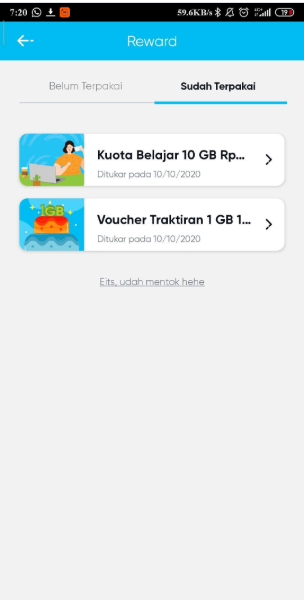 7:20
59.6KB/s 19
Reward
Belum Terpakai
Sudah Terpakai
Kuota Belajar 10 GB Rp...
Ditukar pada 10/10/2020
1GB
Voucher Traktiran 1 GB 1...
Ditukar pada 10/10/2020
Eits, udah mentok hehe